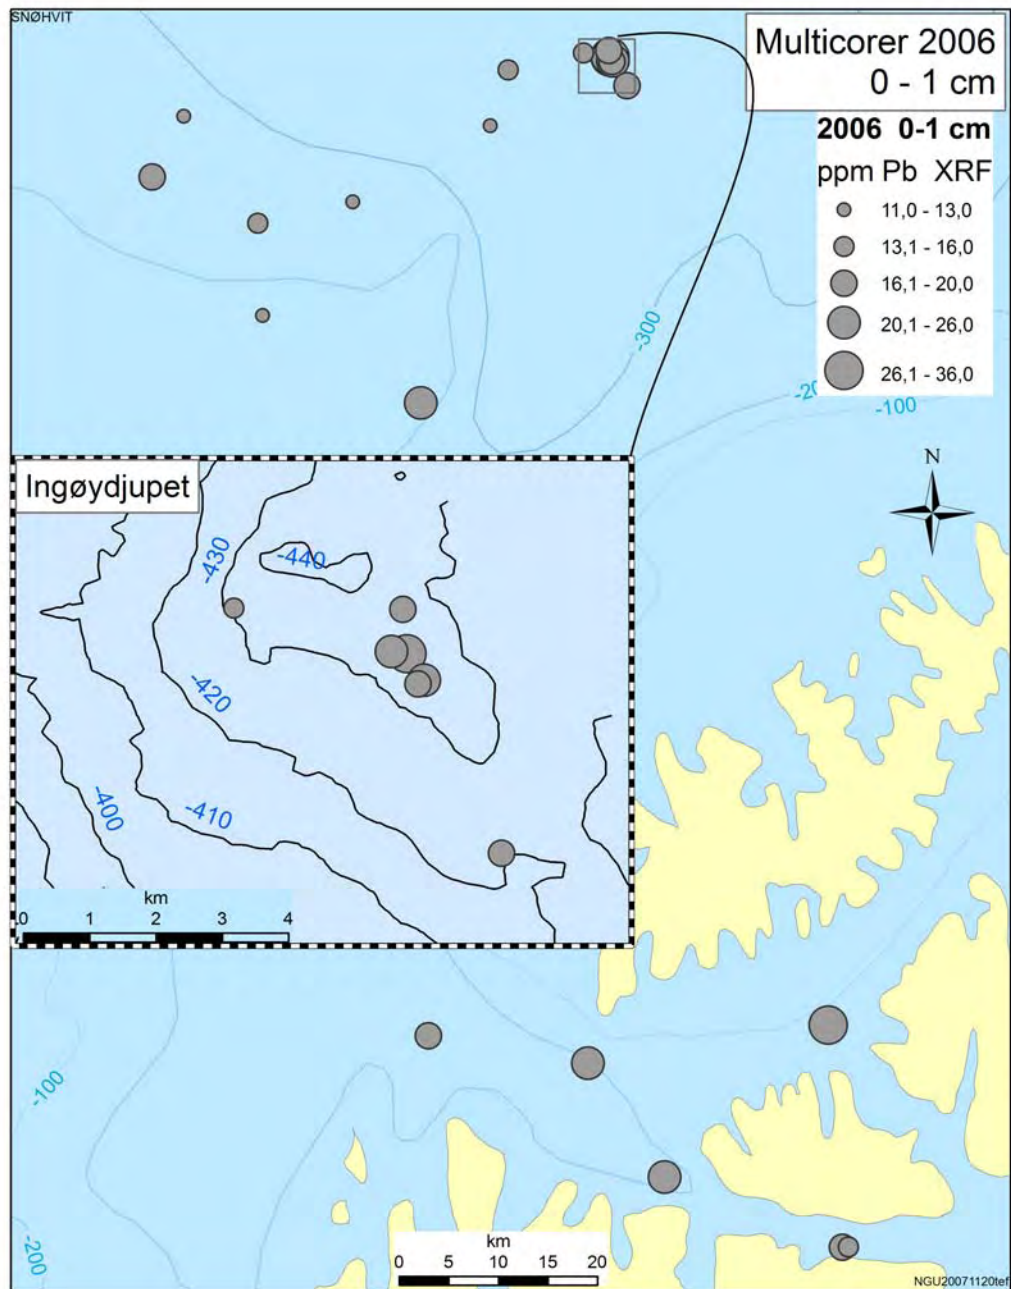 SNØHVIT
Multicorer 2006
0 - 1 cm
2006 0-1 cm
ppm Pb XRF
11,0 - 13,0
13,1 - 16,0
16,1 - 20,0
20,1 - 26,0
26,1 - 36,0
-300
-100
N
Ingøydjupet
-430
-440
-420
-400
-410
km
0 1 2 3 4
-100
-200
km
0 5 10 15 20
NGU20071120tef